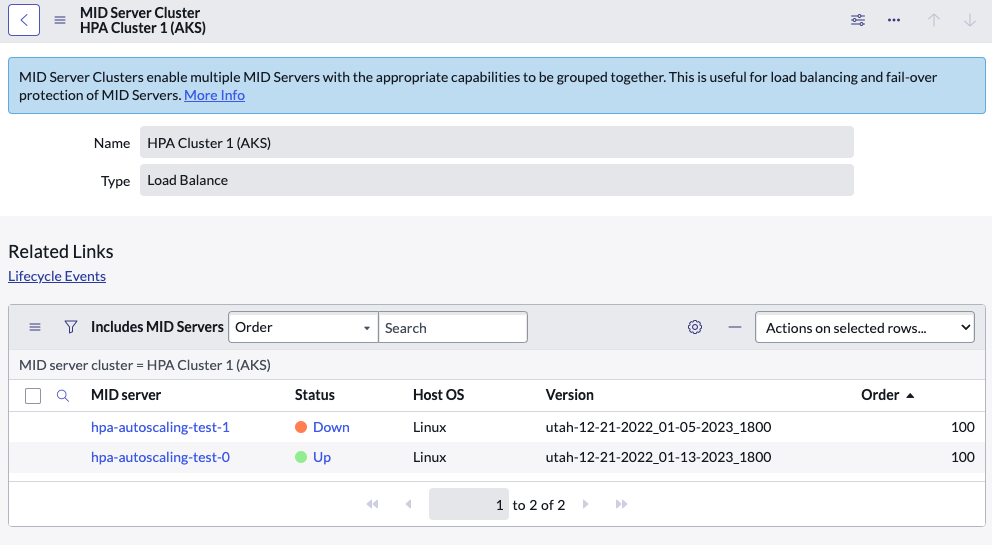 MID Server Cluster
HPA Cluster 1 (AKS)
MID Server Clusters enable multiple MID Servers with the appropriate capabilities to be grouped together. This is useful for load balancing and fail-over
protection of MID Servers. More Info
Name HPA Cluster 1 (AKS)
Type Load Balance
Related Links
Lifecycle Events
Includes MID Servers Order Search Actions on selected rows...
MID server cluster = HPA Cluster 1 (AKS)
MID server Status Host OS Version Order
hpa-autoscaling-test-1 Down Linux utah-12-21-2022_01-05-2023_1800 100
hpa-autoscaling-test-0 Up Linux utah-12-21-2022_01-13-2023_1800 100
1 to 2 of 2